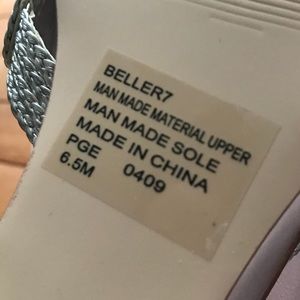 BELLER7
MAN MADE MATERIAL UPPER
MAN MADE SOLE
MADE IN CHINA
PGE 0409
6.5M